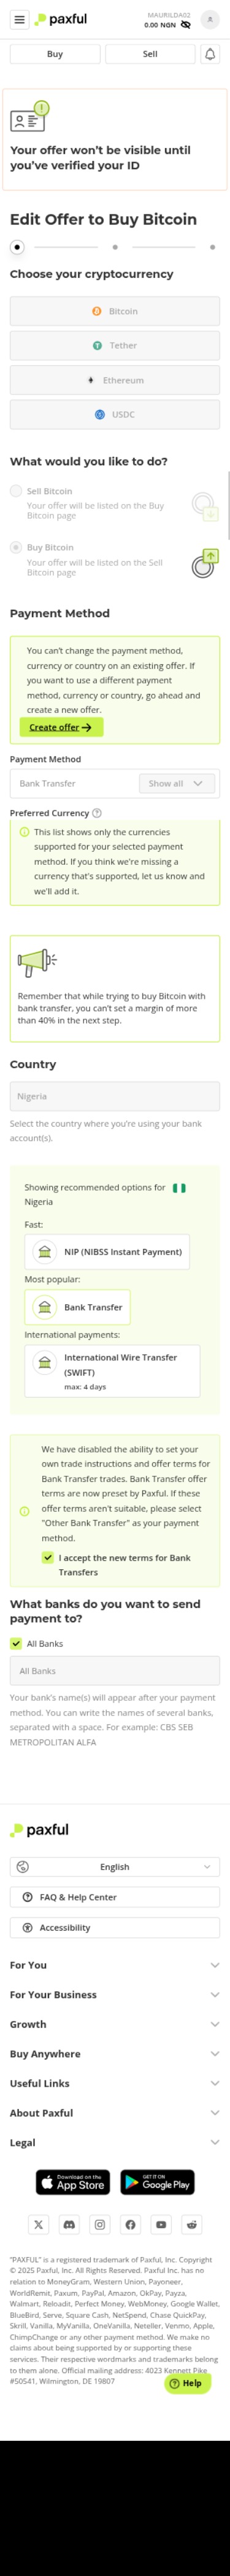 paxful
MAURILDA02
0.00 NGN
Buy
Sell
Your offer won't be visible until
you've verified your ID
Edit Offer to Buy Bitcoin
Choose your cryptocurrency
Bitcoin
Tether
Ethereum
USDC
What would you like to do?
Sell Bitcoin
Your offer will be listed on the Buy
Bitcoin page
Buy Bitcoin
Your offer will be listed on the Sell
Bitcoin page
Payment Method
You can't change the payment method,
currency or country on an existing offer. If
you want to use a different payment
method, currency or country, go ahead and
create a new offer.
Create offer
Payment Method
Bank Transfer
Show all
Preferred Currency
This list shows only the currencies
supported for your selected payment
method. If you think we're missing a
currency that's supported, let us know and
we'll add it.
Remember that while trying to buy Bitcoin with
bank transfer, you can't set a margin of more
than 40% in the next step.
Country
Nigeria
Select the country where you're using your bank
account(s).
Showing recommended options for
Nigeria
Fast:
NIP (NIBSS Instant Payment)
Most popular:
Bank Transfer
International payments:
International Wire Transfer
(SWIFT)
max: 4 days
We have disabled the ability to set your
own trade instructions and offer terms for
Bank Transfer trades. Bank Transfer offer
terms are now preset by Paxful. If these
offer terms aren't suitable, please select
"Other Bank Transfer" as your payment
method.
I accept the new terms for Bank
Transfers
What banks do you want to send
payment to?
All Banks
All Banks
Your bank's name(s) will appear after your payment
method. You can write the names of several banks,
separated with a space. For example: CBS SEB
METROPOLITAN ALFA
paxful
English
FAQ & Help Center
Accessibility
For You
For Your Business
Growth
Buy Anywhere
Useful Links
About Paxful
Legal
Download on the
App Store
GET IT ON
Google Play
"PAXFUL" is a registered trademark of Paxful, Inc. Copyright
© 2025 Paxful, Inc. All Rights Reserved. Paxful Inc. has no
relation to MoneyGram, Western Union, Payoneer,
WorldRemit, Paxum, PayPal, Amazon, OkPay, Payza,
Walmart, Reloadit, Perfect Money, WebMoney, Google Wallet,
BlueBird, Serve, Square Cash, NetSpend, Chase QuickPay,
Skrill, Vanilla, MyVanilla, OneVanilla, Neteller, Venmo, Apple,
ChimpChange or any other payment method. We make no
claims about being supported by or supporting these
services. Their respective wordmarks and trademarks belong
to them alone. Official mailing address: 4023 Kennett Pike
#50541, Wilmington, DE 19807
Help